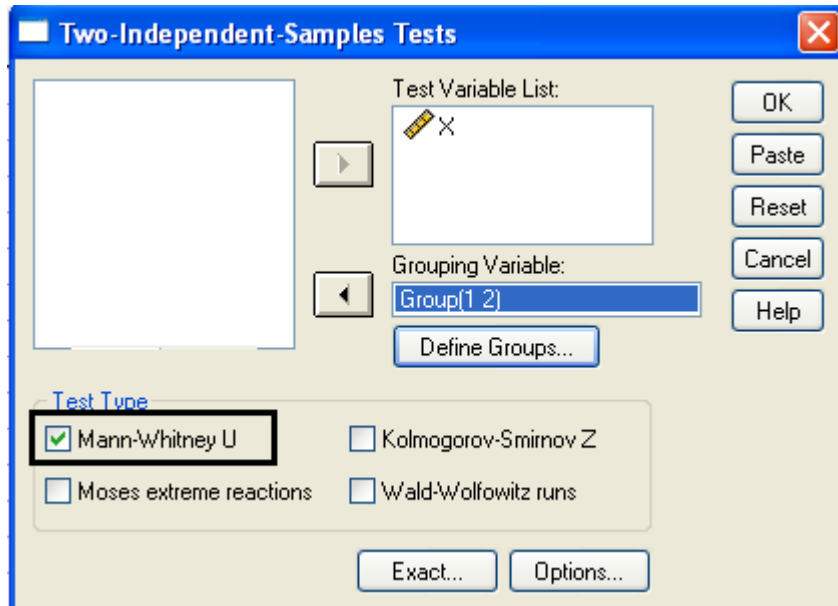 Two-Independent-Samples Tests
Test Variable List:
X
OK
Paste
Reset
Cancel
Help
Grouping Variable:
Group(1 2)
Define Groups...
Test Type
Mann-Whitney U
Kolmogorov-Smirnov Z
Moses extreme reactions
Wald-Wolfowitz runs
Exact...
Options...